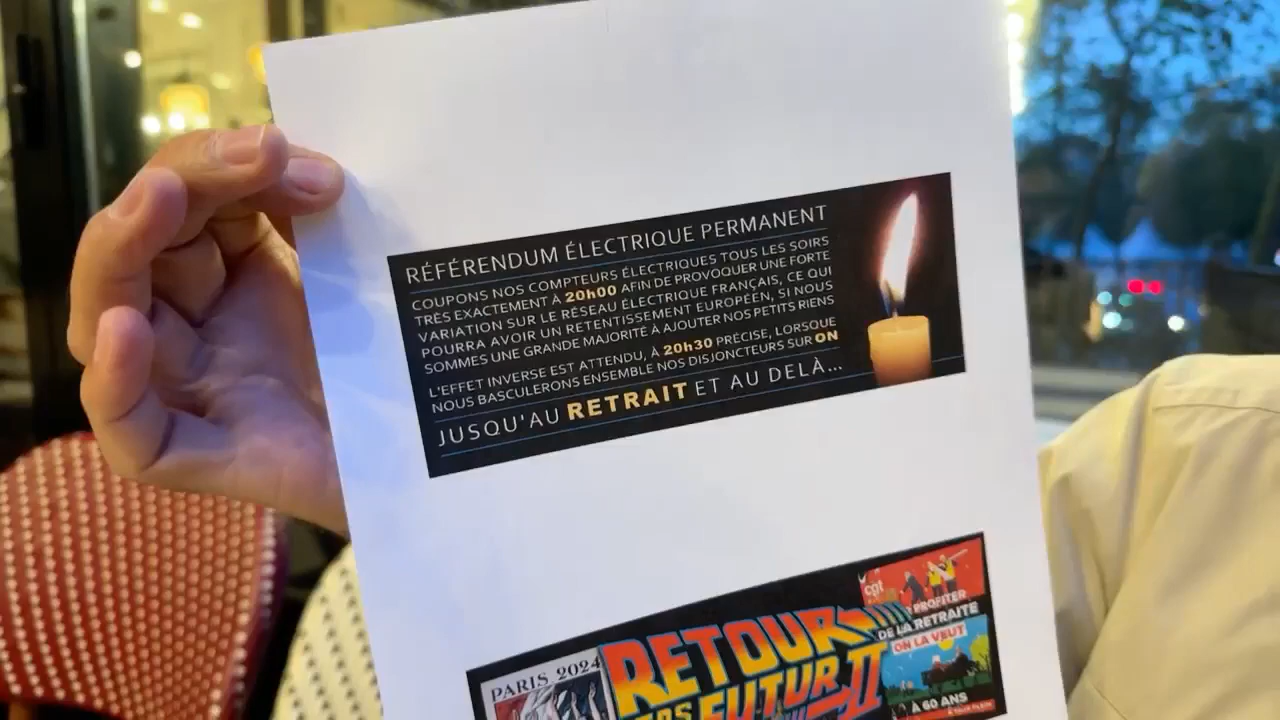 RÉFÉRENDUM ÉLECTRIQUE PERMANENT
COUPONS NOS COMPTEURS ÉLECTRIQUES TOUS LES SOIRS
TRÈS EXACTEMENT À 20h00 AFIN DE PROVOQUER UNE FORTE
VARIATION SUR LE RÉSEAU ÉLECTRIQUE FRANÇAIS, CE QUI
POURRA AVOIR UN RETENTISSEMENT EUROPÉEN, SI NOUS
SOMMES UNE GRANDE MAJORITÉ À AJOUTER NOS PETITS RIENS
L'EFFET INVERSE EST ATTENDU, À 20h30 PRÉCISE, LORSQUE
NOUS BASCULERONS ENSEMBLE NOS DISJONCTEURS SUR ON
JUSQU'AU RETRAIT ET AU DELÀ...
cgt
PROFITER
DE LA RETRAITE
ON LA VEUT
À 60 ANS
PARIS 2024
RETOUR
FUTUR II